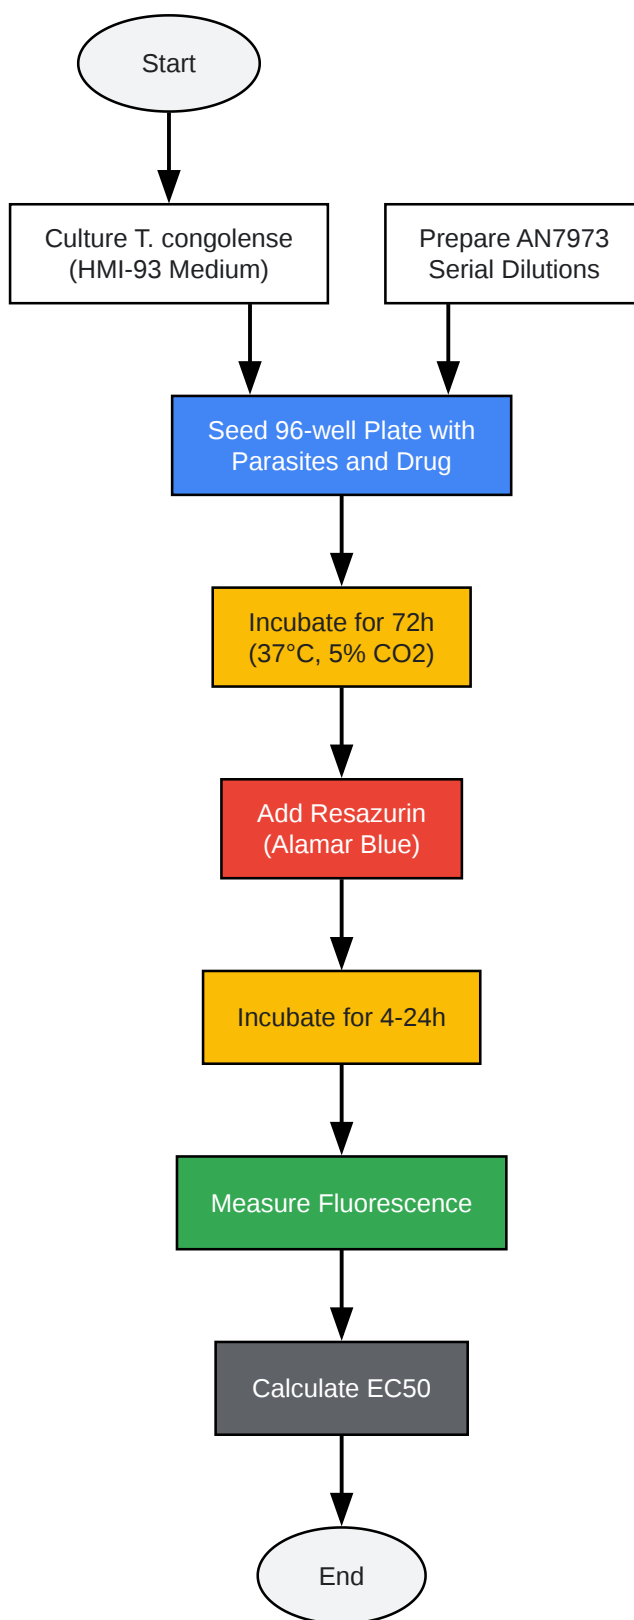 Start
Culture T. congolense
(HMI-93 Medium)
Prepare AN7973
Serial Dilutions
Seed 96-well Plate with
Parasites and Drug
Incubate for 72h
(37°C, 5% CO2)
Add Resazurin
(Alamar Blue)
Incubate for 4-24h
Measure Fluorescence
Calculate EC50
End